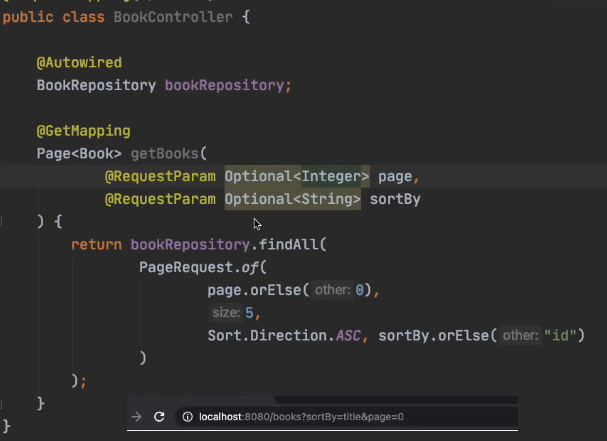 public class BookController {
@Autowired
BookRepository bookRepository;
@GetMapping
Page<Book> getBooks(
@RequestParam Optional<Integer> page,
@RequestParam Optional<String> sortBy
) {
return bookRepository.findAll(
PageRequest.of(
page.orElse( other: 0),
size: 5,
Sort.Direction.ASC, sortBy.orElse( other: "id")
)
);
}
}
localhost:8080/books?sortBy=title&page=0